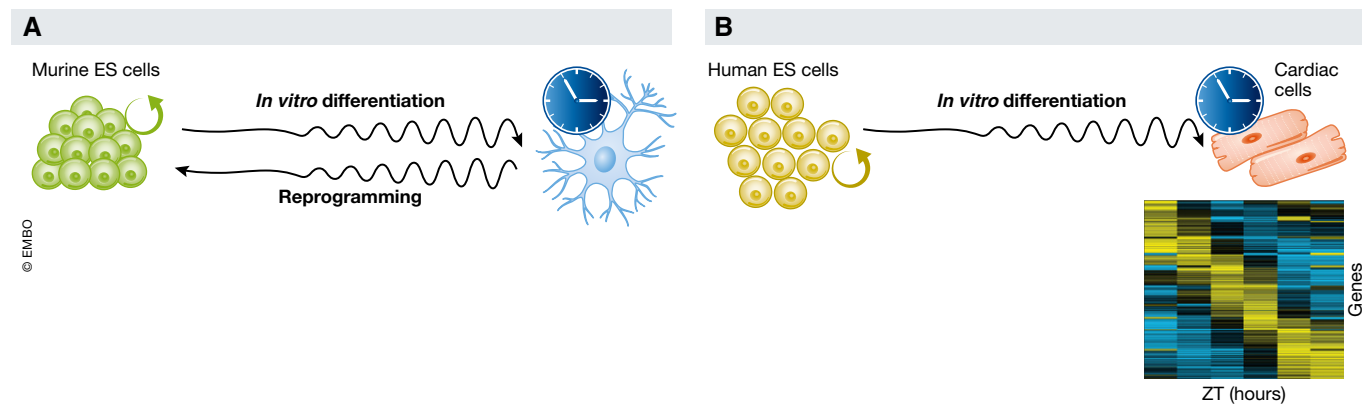 A
Murine ES cells
In vitro differentiation
Reprogramming
© EMBO
B
Human ES cells
In vitro differentiation
Cardiac
cells
Genes
ZT (hours)